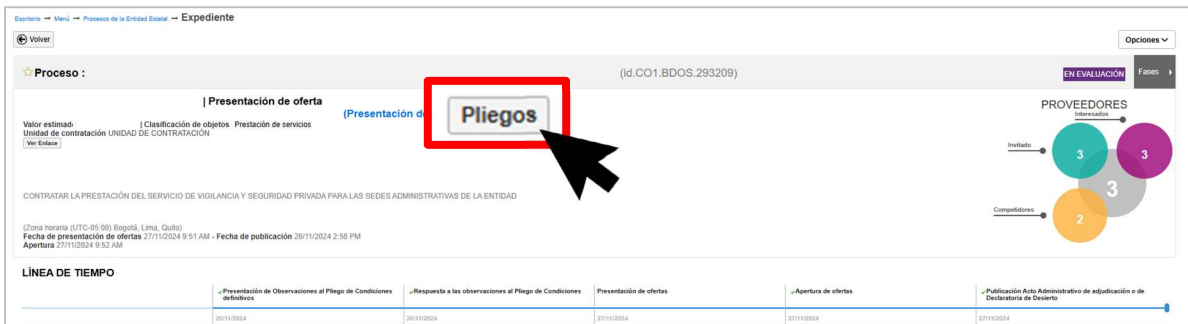 Escritorio → Menú → Procesos de la Entidad Estatal → Expediente
Volver
Opciones
Proceso :
(id.CO1.BDOS.293209)
EN EVALUACIÓN
Fases
| Presentación de oferta
(Presentación de
Pliegos
PROVEEDORES
Interesados
Valor estimado | Clasificación de objetos Prestación de servicios
Unidad de contratación UNIDAD DE CONTRATACIÓN
Ver Enlace
Invitado
3
3
3
CONTRATAR LA PRESTACIÓN DEL SERVICIO DE VIGILANCIA Y SEGURIDAD PRIVADA PARA LAS SEDES ADMINISTRATIVAS DE LA ENTIDAD
Competidores
2
(Zona horaria (UTC-05:00) Bogotá, Lima, Quito)
Fecha de presentación de ofertas 27/11/2024 9:51 AM - Fecha de publicación 26/11/2024 2:58 PM
Apertura 27/11/2024 9:52 AM
LÍNEA DE TIEMPO
Presentación de Observaciones al Pliego de Condiciones definitivos
Respuesta a las observaciones al Pliego de Condiciones
Presentación de ofertas
Apertura de ofertas
Publicación Acto Administrativo de adjudicación o de Declaratoria de Desierto
26/11/2024
26/11/2024
27/11/2024
27/11/2024
27/11/2024